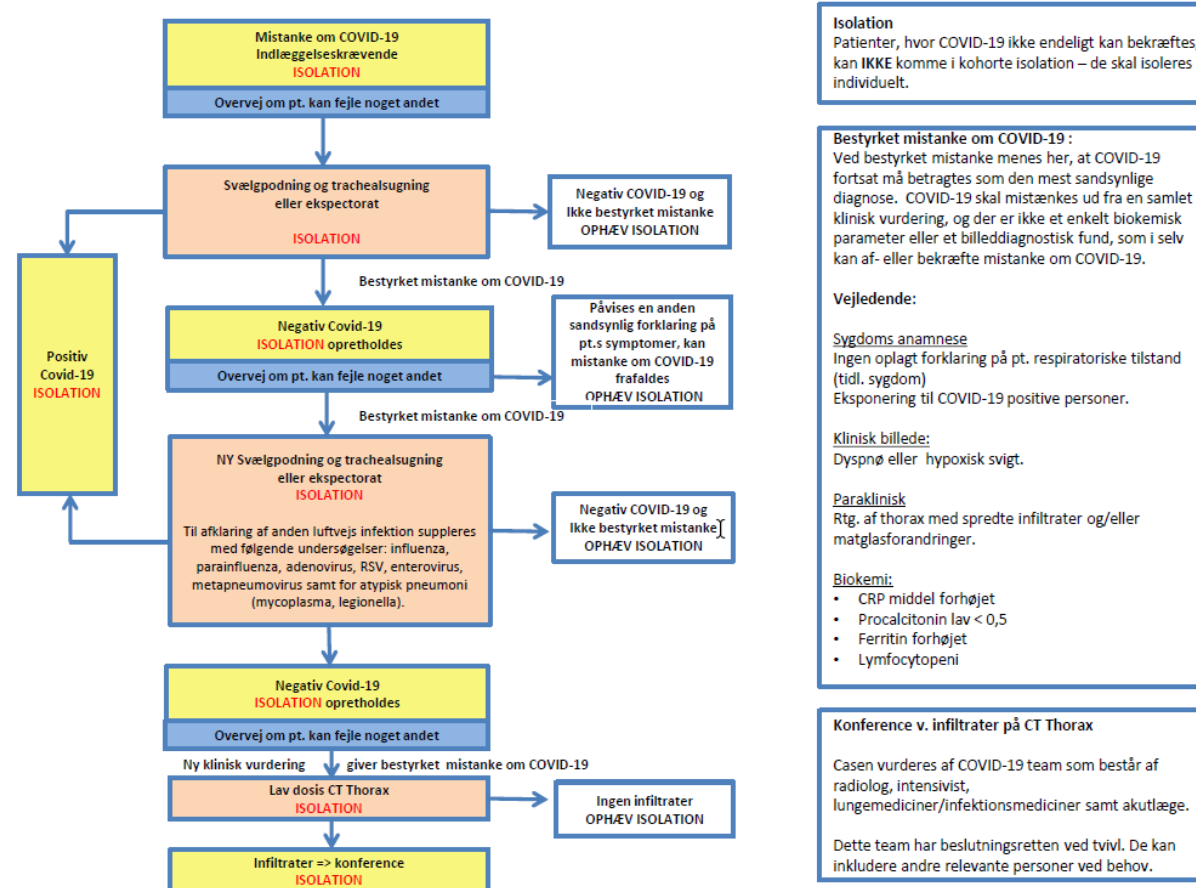 Mistanke om COVID-19
Indlæggelseskrævende
ISOLATION
Overvej om pt. kan fejle noget andet
Svælgpodning og trachealsugning
eller ekspectorat
ISOLATION
Negativ COVID-19 og
Ikke bestyrket mistanke
OPHÆV ISOLATION
Bestyrket mistanke om COVID-19
Positiv
Covid-19
ISOLATION
Negativ Covid-19
ISOLATION opretholdes
Overvej om pt. kan fejle noget andet
Påvises en anden
sandsynlig forklaring på
pt.s symptomer, kan
mistanke om COVID-19
frafaldes
OPHÆV ISOLATION
Bestyrket mistanke om COVID-19
NY Svælgpodning og trachealsugning
eller ekspectorat
ISOLATION
Til afklaring af anden luftvejs infektion suppleres
med følgende undersøgelser: influenza,
parainfluenza, adenovirus, RSV, enterovirus,
metapneumovirus samt for atypisk pneumoni
(mycoplasma, legionella).
Negativ COVID-19 og
Ikke bestyrket mistanke
OPHÆV ISOLATION
Negativ Covid-19
ISOLATION opretholdes
Overvej om pt. kan fejle noget andet
Ny klinisk vurdering giver bestyrket mistanke om COVID-19
Lav dosis CT Thorax
ISOLATION
Ingen infiltrater
OPHÆV ISOLATION
Infiltrater => konference
ISOLATION
Isolation
Patienter, hvor COVID-19 ikke endeligt kan bekræftes,
kan IKKE komme i kohorte isolation – de skal isoleres
individuelt.
Bestyrket mistanke om COVID-19 :
Ved bestyrket mistanke menes her, at COVID-19
fortsat må betragtes som den mest sandsynlige
diagnose. COVID-19 skal mistænkes ud fra en samlet
klinisk vurdering, og der er ikke et enkelt biokemisk
parameter eller et billeddiagnostisk fund, som i selv
kan af- eller bekræfte mistanke om COVID-19.
Vejledende:
Sygdoms anamnese
Ingen oplagt forklaring på pt. respiratoriske tilstand
(tidl. sygdom)
Eksponering til COVID-19 positive personer.
Klinisk billede:
Dyspnø eller hypoxisk svigt.
Paraklinisk
Rtg. af thorax med spredte infiltrater og/eller
matglasforandringer.
Biokemi:
• CRP middel forhøjet
• Procalcitonin lav < 0,5
• Ferritin forhøjet
• Lymfocytopeni
Konference v. infiltrater på CT Thorax
Casen vurderes af COVID-19 team som består af
radiolog, intensivist,
lungemediciner/infektionsmediciner samt akutlæge.
Dette team har beslutningsretten ved tvivl. De kan
inkludere andre relevante personer ved behov.